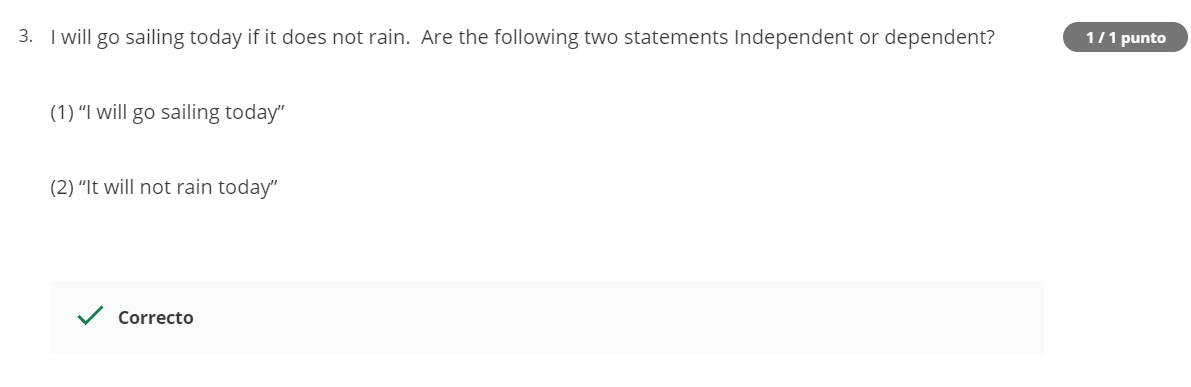 3. I will go sailing today if it does not rain.  Are the following two statements Independent or dependent?
1 / 1 punto
(1) “I will go sailing today”
(2) “It will not rain today”
Correcto